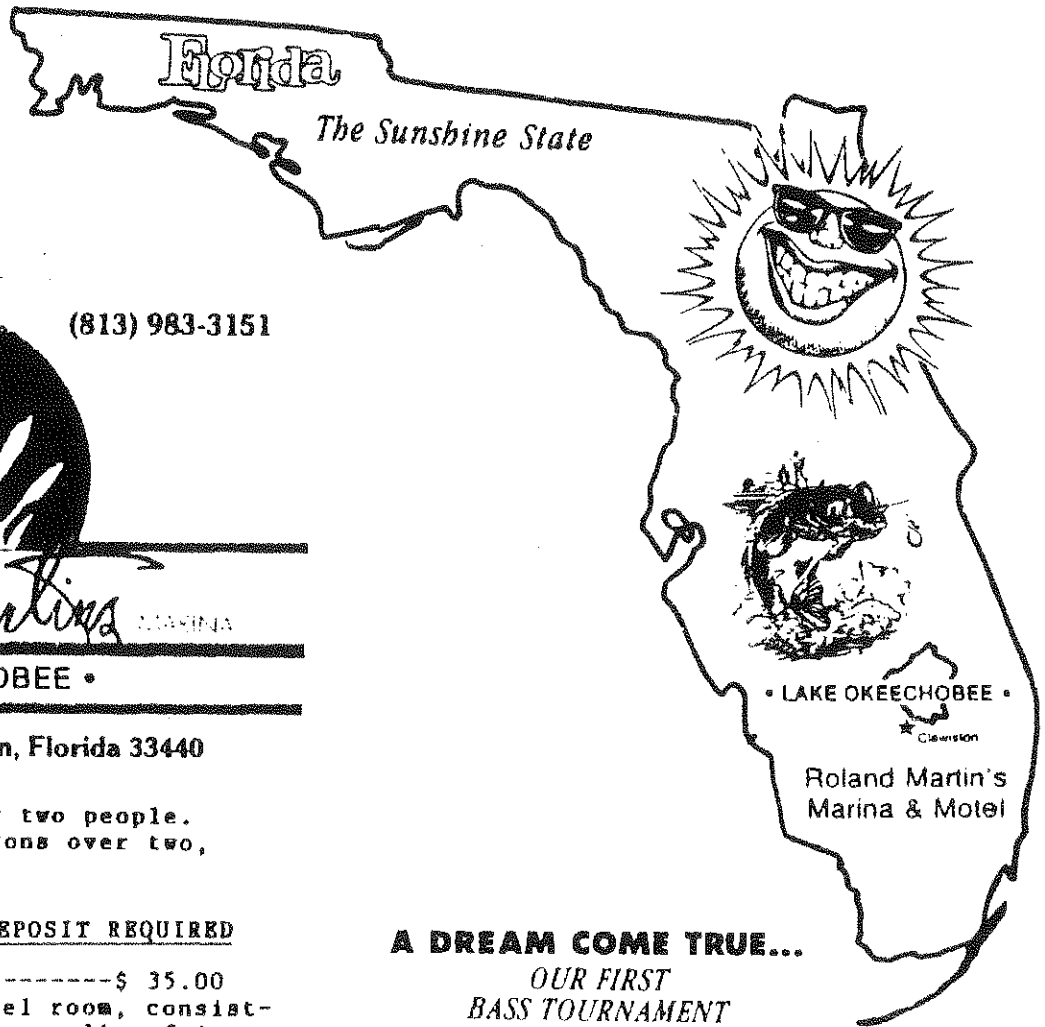 Florida
The Sunshine State
(813) 983-3151
MARINA
OBEE •
n, Florida 33440
two people.
ons over two,
EPOSIT REQUIRED
-------$ 35.00
el room, consist-
• LAKE OKEECHOBEE •
Clewiston
Roland Martin's
Marina & Motel
A DREAM COME TRUE...
OUR FIRST
BASS TOURNAMENT